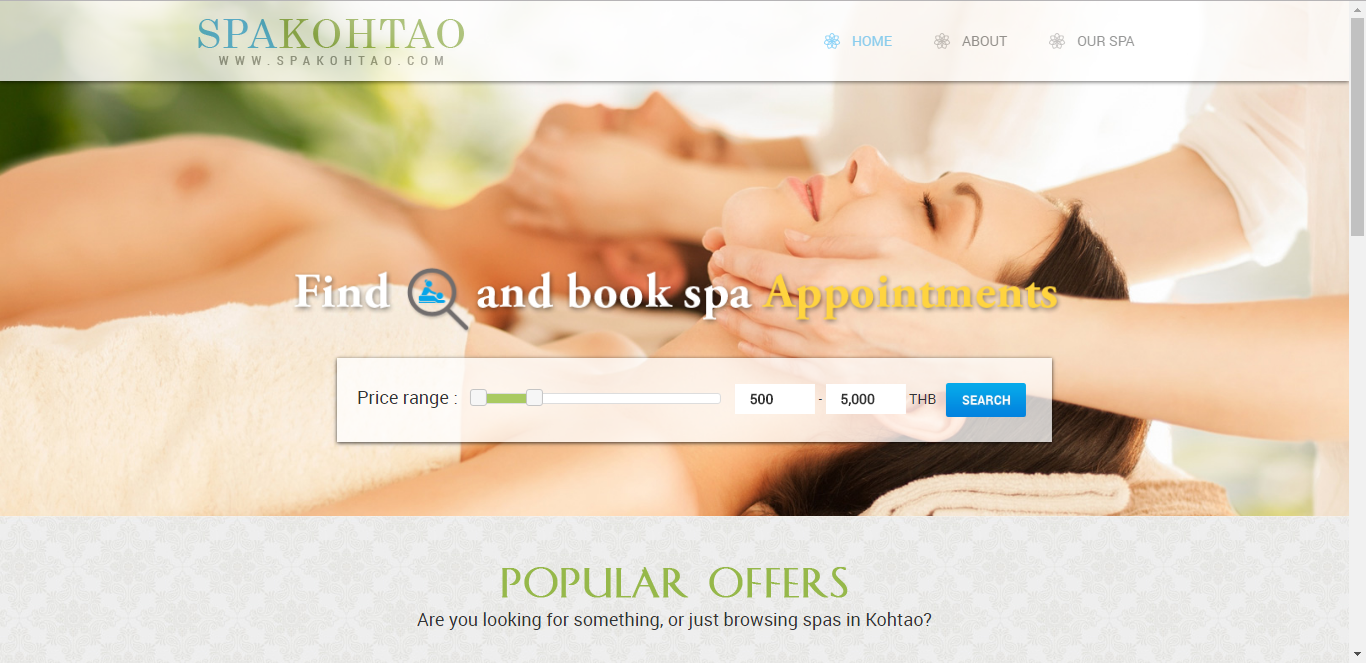 SPAKOHTAO
WWW.SPAKOHTAO.COM
HOME ABOUT OUR SPA
Find and book spa Appointments
Price range : 500 - 5,000 THB SEARCH
POPULAR OFFERS
Are you looking for something, or just browsing spas in Kohtao?